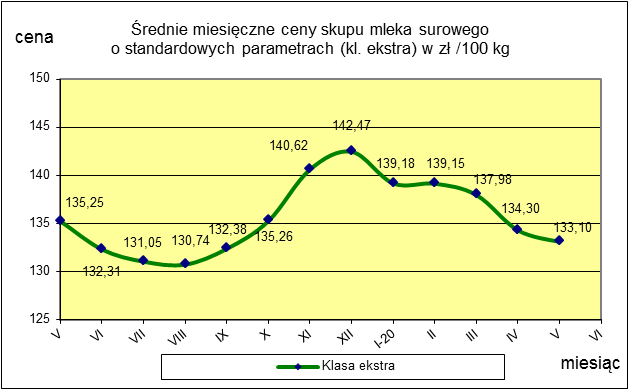 Średnie miesięczne ceny skupu mleka surowego
o standardowych parametrach (kl. ekstra) w zł /100 kg
cena
150
145
140
135
130
125
135,25
132,31
131,05
130,74
132,38
135,26
140,62
142,47
139,18
139,15
137,98
134,30
133,10
V
VI
VII
VIII
IX
X
XI
XII
I-20
II
III
IV
V
VI
Klasa ekstra
miesiąc